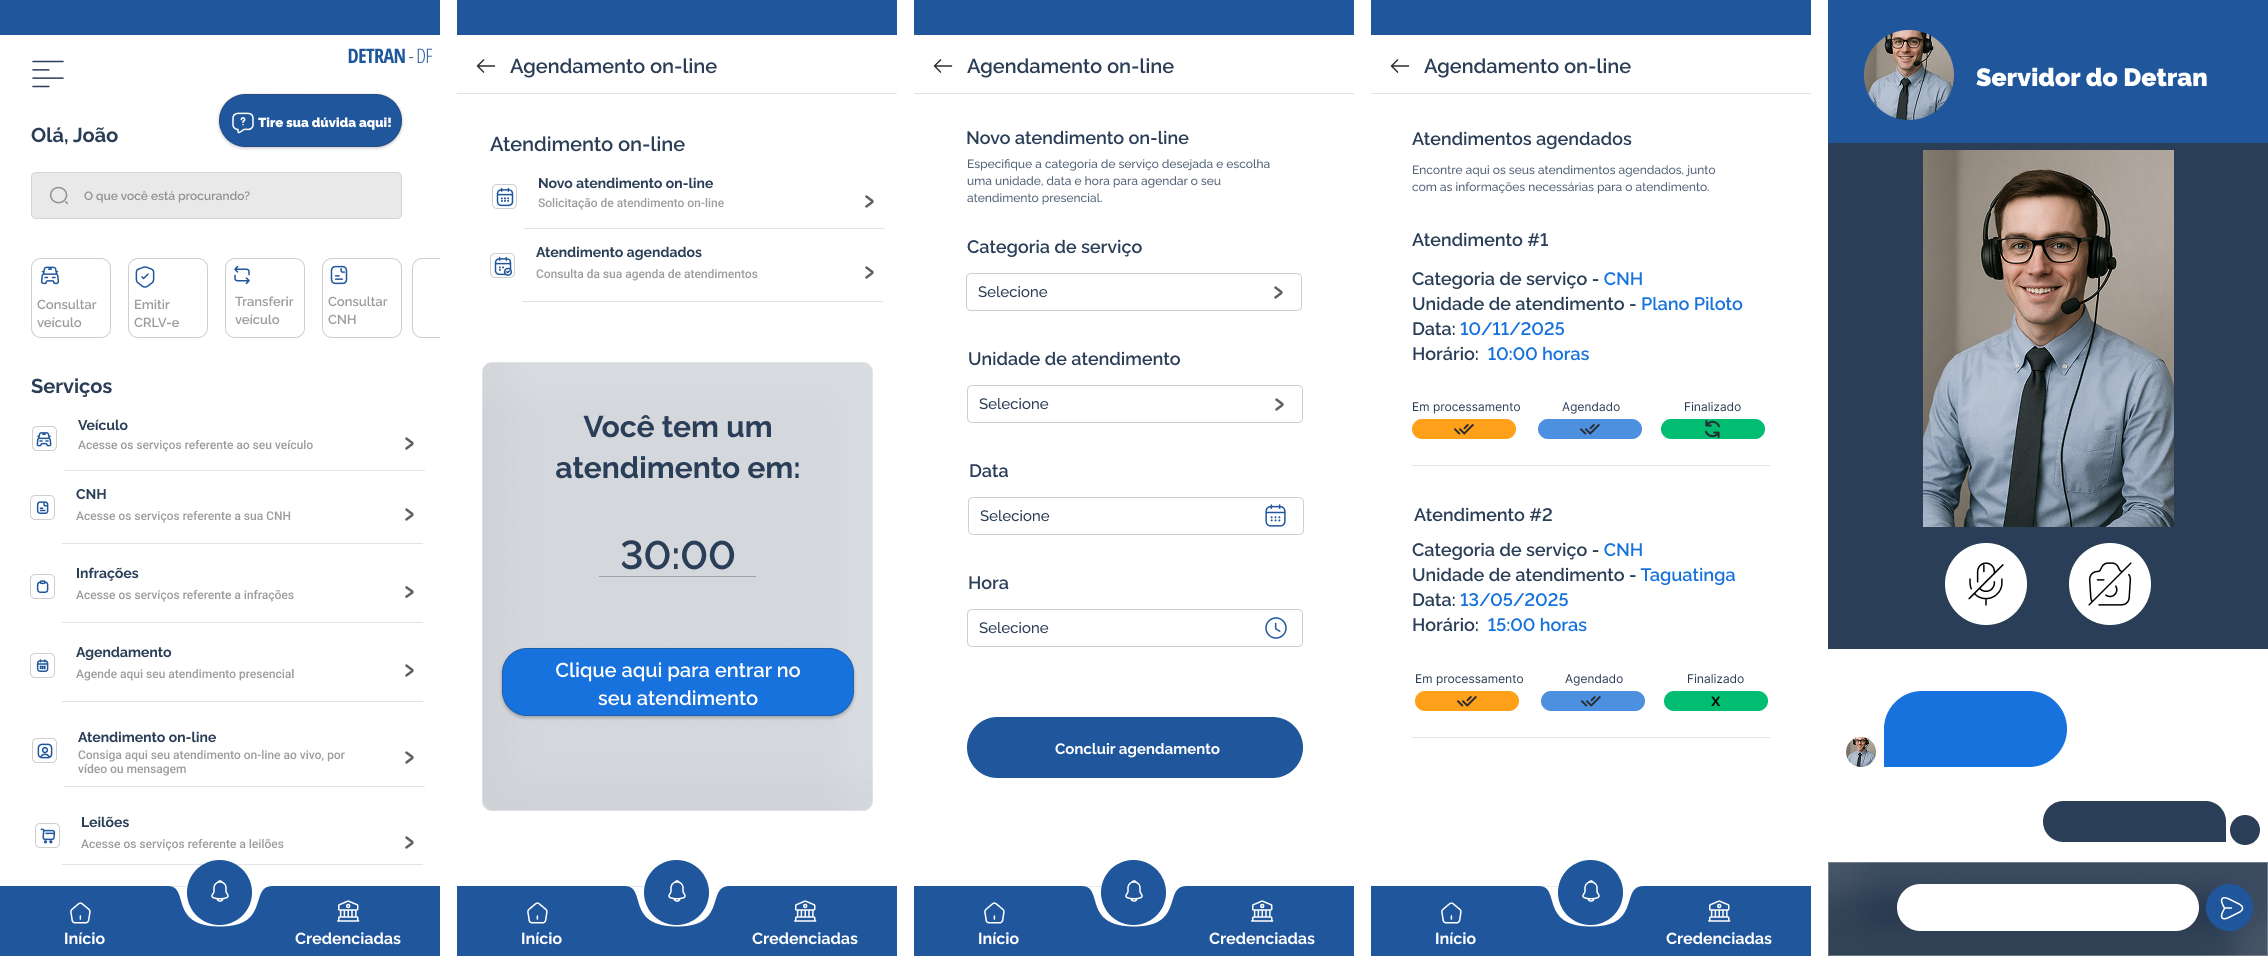 DETRAN - DF
Tire sua dúvida aqui!
Olá, João
O que você está procurando?
Consultar
veículo
Emitir
CRLV-e
Transferir
veículo
Consultar
CNH
Serviços
Veículo
Acesse os serviços referente ao seu veículo
CNH
Acesse os serviços referente a sua CNH
Infrações
Acesse os serviços referente a infrações
Agendamento
Agende aqui seu atendimento presencial
Atendimento on-line
Consiga aqui seu atendimento on-line ao vivo, por
vídeo ou mensagem
Leilões
Acesse os serviços referente a leilões
Início
Credenciadas
Agendamento on-line
Atendimento on-line
Novo atendimento on-line
Solicitação de atendimento on-line
Atendimento agendados
Consulta da sua agenda de atendimentos
Você tem um
atendimento em:
30:00
Clique aqui para entrar no
seu atendimento
Início
Credenciadas
Agendamento on-line
Novo atendimento on-line
Especifique a categoria de serviço desejada e escolha
uma unidade, data e hora para agendar o seu
atendimento presencial.
Categoria de serviço
Selecione
Unidade de atendimento
Selecione
Data
Selecione
Hora
Selecione
Concluir agendamento
Início
Credenciadas
Agendamento on-line
Atendimentos agendados
Encontre aqui os seus atendimentos agendados, junto
com as informações necessárias para o atendimento.
Atendimento #1
Categoria de serviço - CNH
Unidade de atendimento - Plano Piloto
Data: 10/11/2025
Horário: 10:00 horas
Em processamento
Agendado
Finalizado
Atendimento #2
Categoria de serviço - CNH
Unidade de atendimento - Taguatinga
Data: 13/05/2025
Horário: 15:00 horas
Em processamento
Agendado
Finalizado
X
Início
Credenciadas
Servidor do Detran